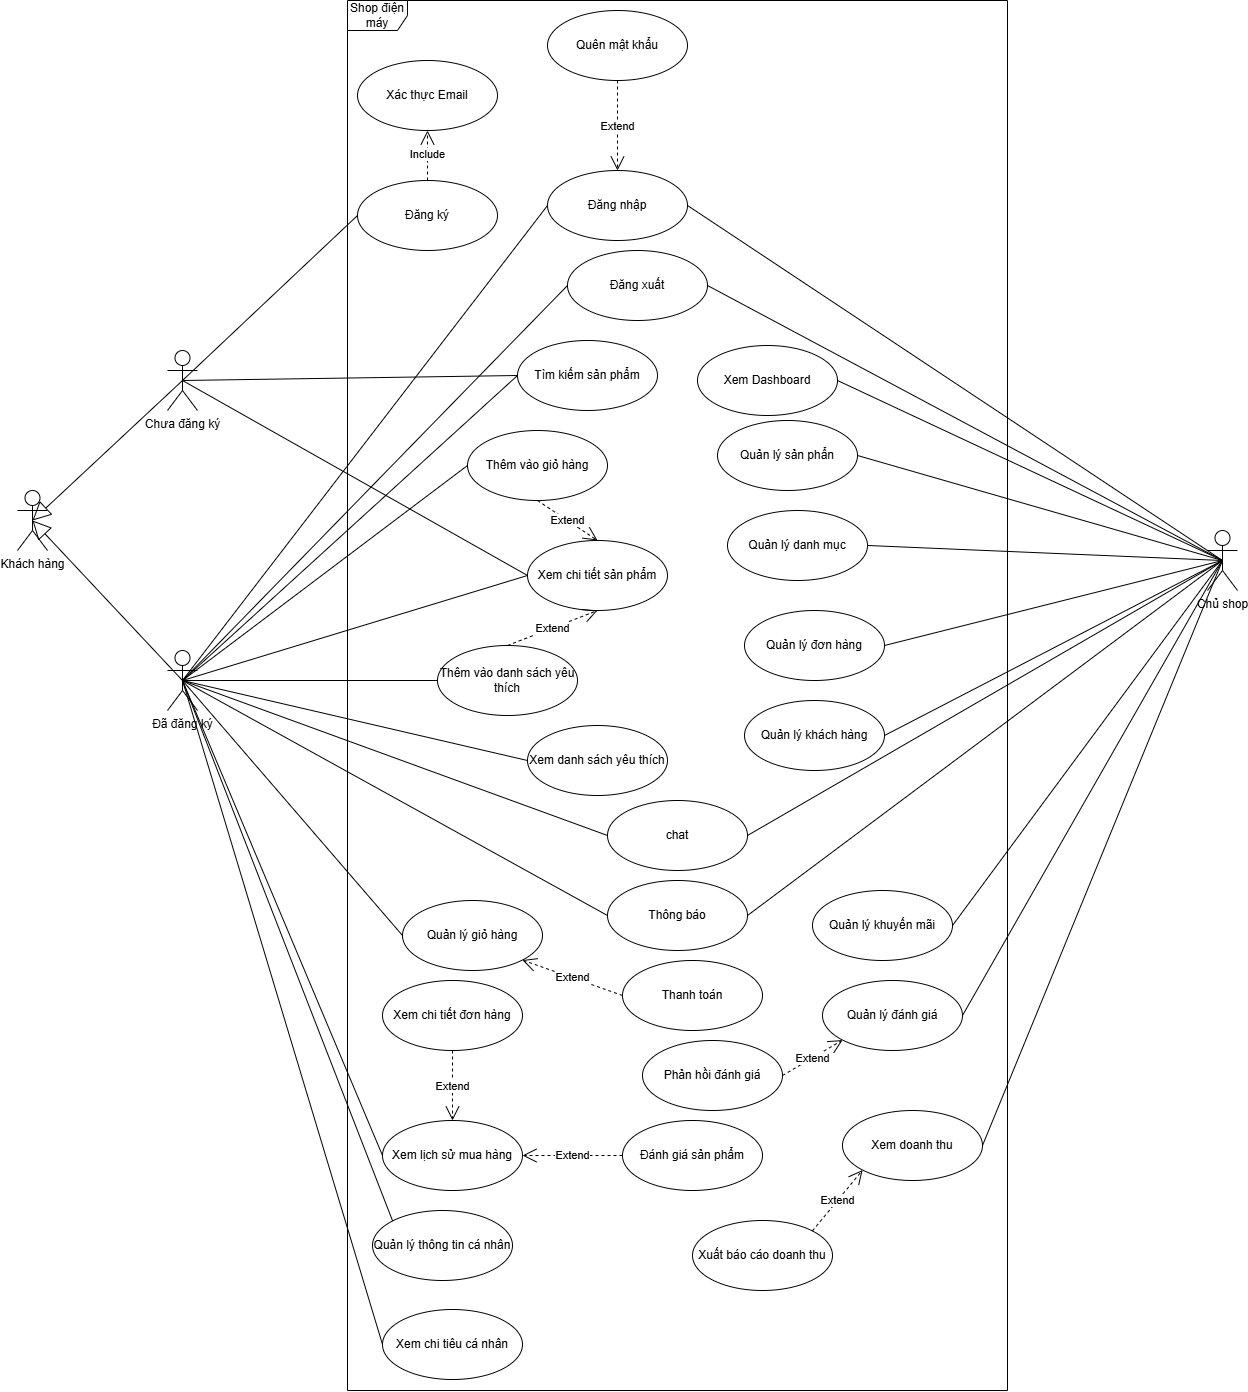 Shop điện
máy
Quên mật khẩu
Xác thực Email
Extend
Include
Đăng nhập
Đăng ký
Đăng xuất
Tìm kiếm sản phẩm
Xem Dashboard
Chưa đăng ký
Quản lý sản phẩn
Thêm vào giỏ hàng
Extend
Quản lý danh mục
Khách hàng
Xem chi tiết sản phẩm
Chủ shop
Extend
Quản lý đơn hàng
Thêm vào danh sách yêu
thích
Đã đăng ký
Quản lý khách hàng
Xem danh sách yêu thích
chat
Thông báo
Quản lý khuyến mãi
Quản lý giỏ hàng
Extend
Thanh toán
Xem chi tiết đơn hàng
Quản lý đánh giá
Extend
Phản hồi đánh giá
Extend
Xem lịch sử mua hàng
Extend
Đánh giá sản phẩm
Xem doanh thu
Extend
Quản lý thông tin cá nhân
Xuất báo cáo doanh thu
Xem chi tiêu cá nhân